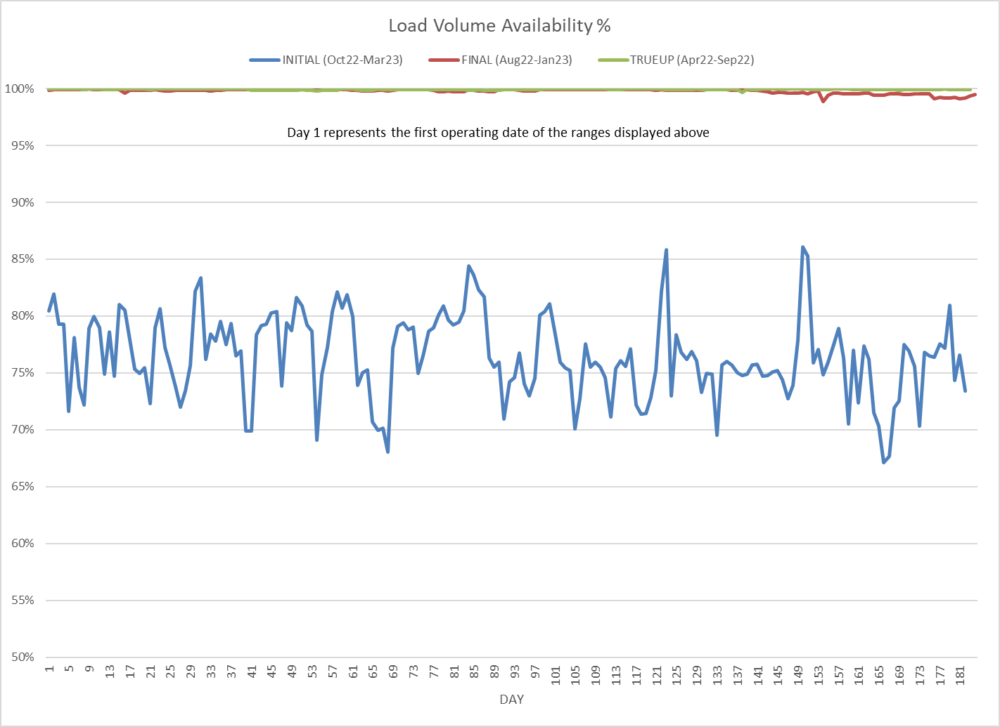 Load Volume Availability %
INITIAL (Oct22-Mar23) FINAL (Aug22-Jan23) TRUEUP (Apr22-Sep22)
100%
Day 1 represents the first operating date of the ranges displayed above
95%
90%
85%
80%
75%
70%
65%
60%
55%
50%
1 5 9 13 17 21 25 29 33 37 41 45 49 53 57 61 65 69 73 77 81 85 89 93 97 101 105 109 113 117 121 125 129 133 137 141 145 149 153 157 161 165 169 173 177 181
DAY